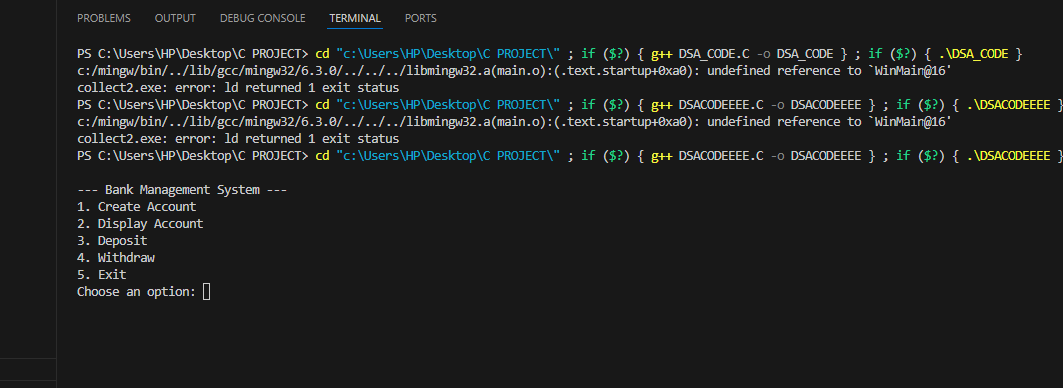 PROBLEMS OUTPUT DEBUG CONSOLE TERMINAL PORTS
PS C:\Users\HP\Desktop\C PROJECT> cd "c:\Users\HP\Desktop\C PROJECT\" ; if ($?) { g++ DSA_CODE.C -o DSA_CODE } ; if ($?) { .\DSA_CODE }
c:/mingw/bin/../lib/gcc/mingw32/6.3.0/../../../libmingw32.a(main.o):(.text.startup+0xa0): undefined reference to `WinMain@16'
collect2.exe: error: ld returned 1 exit status
PS C:\Users\HP\Desktop\C PROJECT> cd "c:\Users\HP\Desktop\C PROJECT\" ; if ($?) { g++ DSACODEEEE.C -o DSACODEEEE } ; if ($?) { .\DSACODEEEE }
c:/mingw/bin/../lib/gcc/mingw32/6.3.0/../../../libmingw32.a(main.o):(.text.startup+0xa0): undefined reference to `WinMain@16'
collect2.exe: error: ld returned 1 exit status
PS C:\Users\HP\Desktop\C PROJECT> cd "c:\Users\HP\Desktop\C PROJECT\" ; if ($?) { g++ DSACODEEEE.C -o DSACODEEEE } ; if ($?) { .\DSACODEEEE }
--- Bank Management System ---
1. Create Account
2. Display Account
3. Deposit
4. Withdraw
5. Exit
Choose an option: